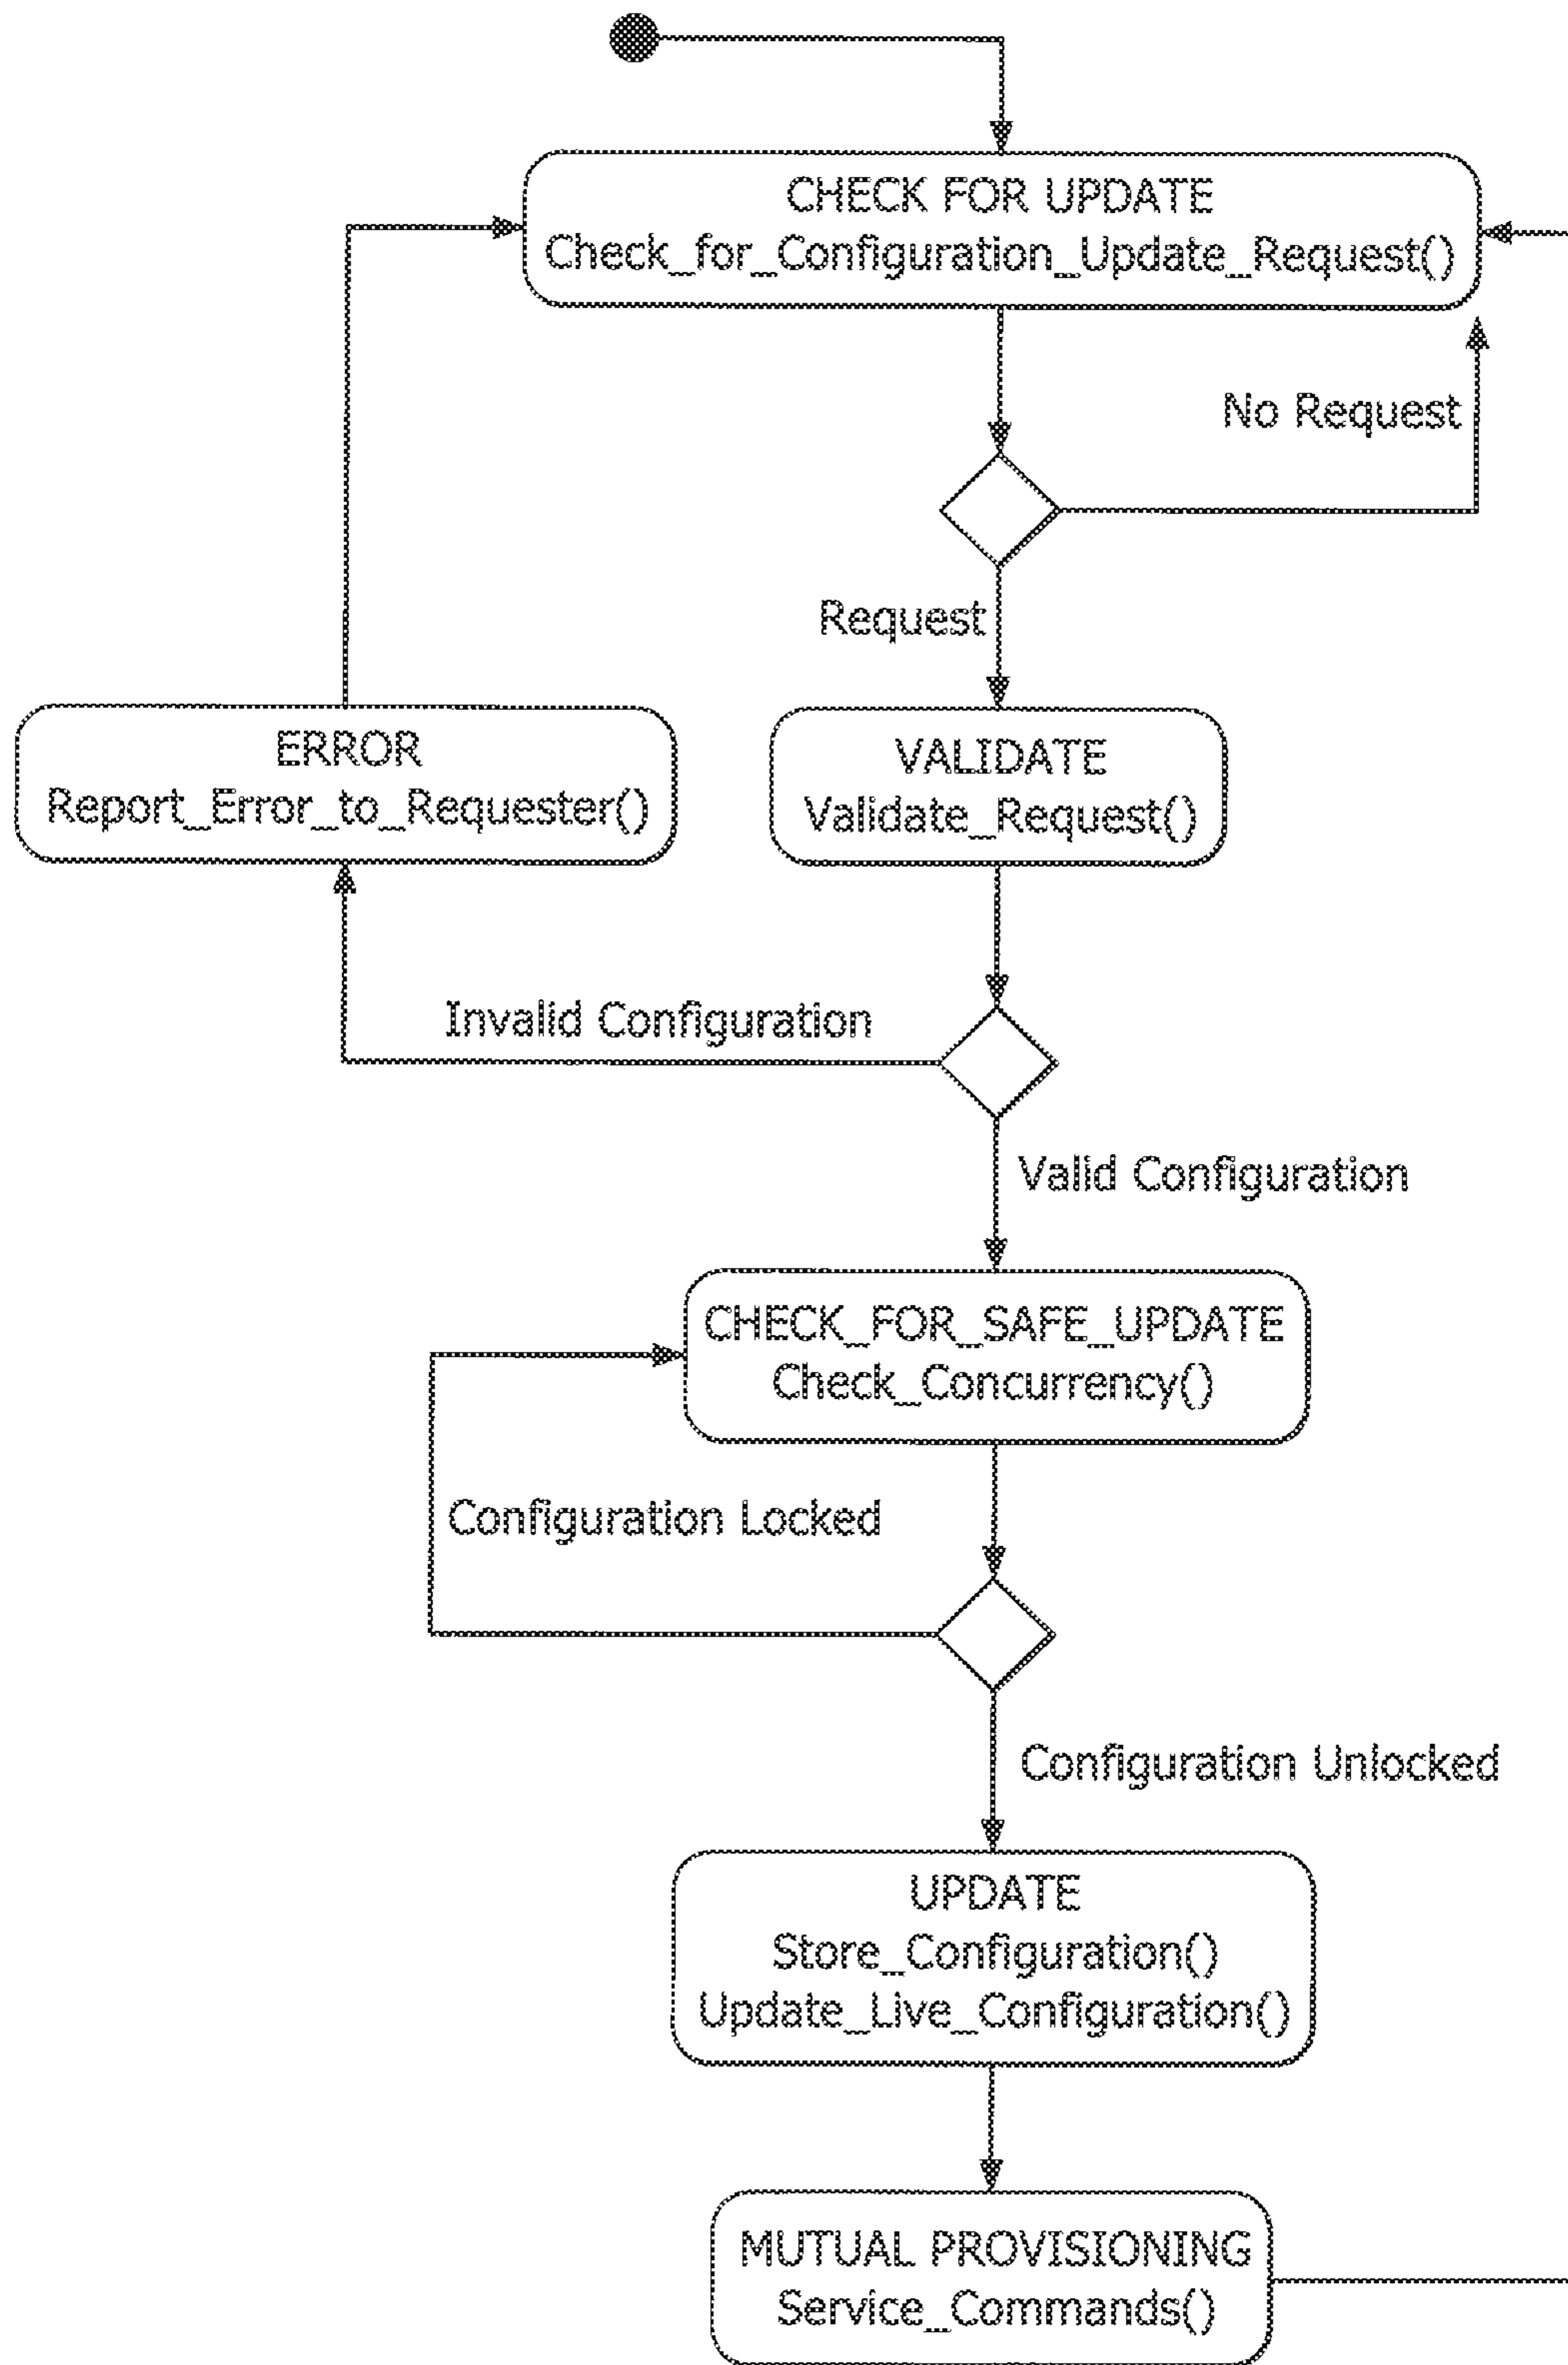 CHECK FOR UPDATE
Check_for_Configuration_Update_Request()
No Request
Request
ERROR
Report_Error_to_Requester()
VALIDATE
Validate_Request()
Invalid Configuration
Valid Configuration
CHECK_FOR_SAFE_UPDATE
Check_Concurrency()
Configuration Locked
Configuration Unlocked
UPDATE
Store_Configuration()
Update_Live_Configuration()
MUTUAL PROVISIONING
Service_Commands()